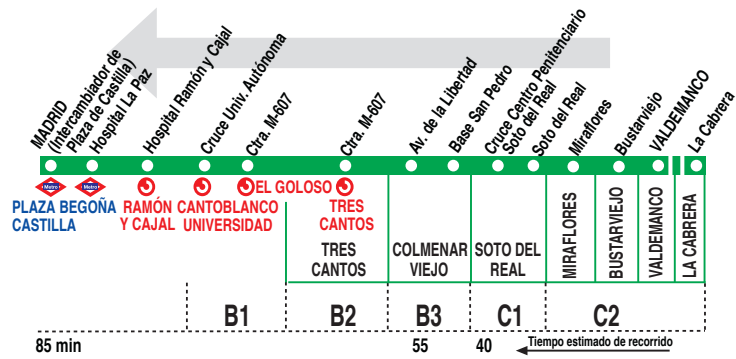 MADRID
(Intercambiador de
Plaza de Castilla)
Hospital La Paz
Hospital Ramón y Cajal
Cruce Univ. Autónoma
Ctra. M-607
Ctra. M-607
Av. de la Libertad
Base San Pedro
Cruce Centro Penitenciario
Soto del Real
Soto del Real
Miraflores
Bustarviejo
VALDEMANCO
La Cabrera
Metro
Metro
PLAZA
CASTILLA
BEGOÑA
RAMÓN
Y CAJAL
CANTOBLANCO
UNIVERSIDAD
EL GOLOSO
TRES
CANTOS
TRES
CANTOS
COLMENAR
VIEJO
SOTO DEL
REAL
MIRAFLORES
BUSTARVIEJO
VALDEMANCO
LA CABRERA
B1
B2
B3
C1
C2
85 min
55
40
Tiempo estimado de recorrido